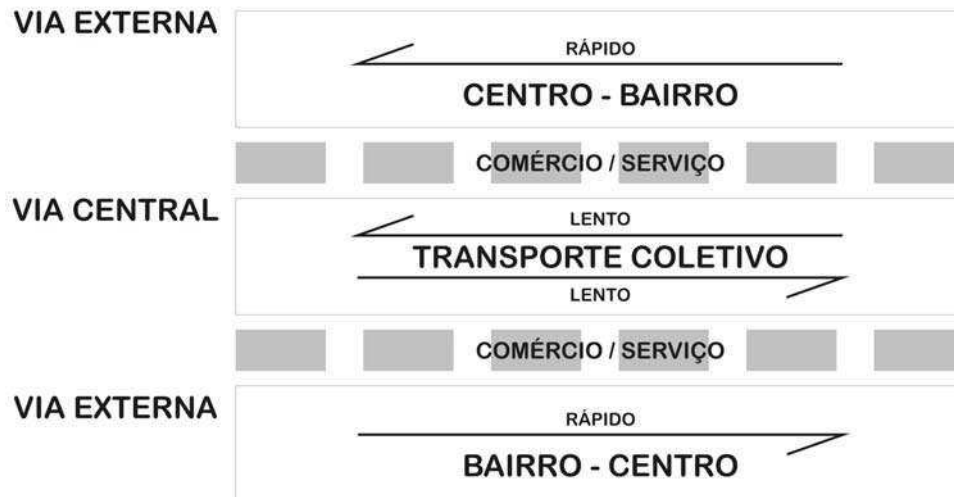 VIA EXTERNA
RÁPIDO
CENTRO - BAIRRO
COMÉRCIO / SERVIÇO
VIA CENTRAL
LENTO
TRANSPORTE COLETIVO
LENTO
COMÉRCIO / SERVIÇO
VIA EXTERNA
RÁPIDO
BAIRRO - CENTRO